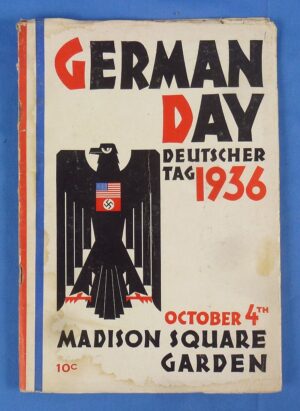 GERMAN
DAY
DEUTSCHER
TAG 1936
OCTOBER 4TH
MADISON SQUARE
GARDEN
10c